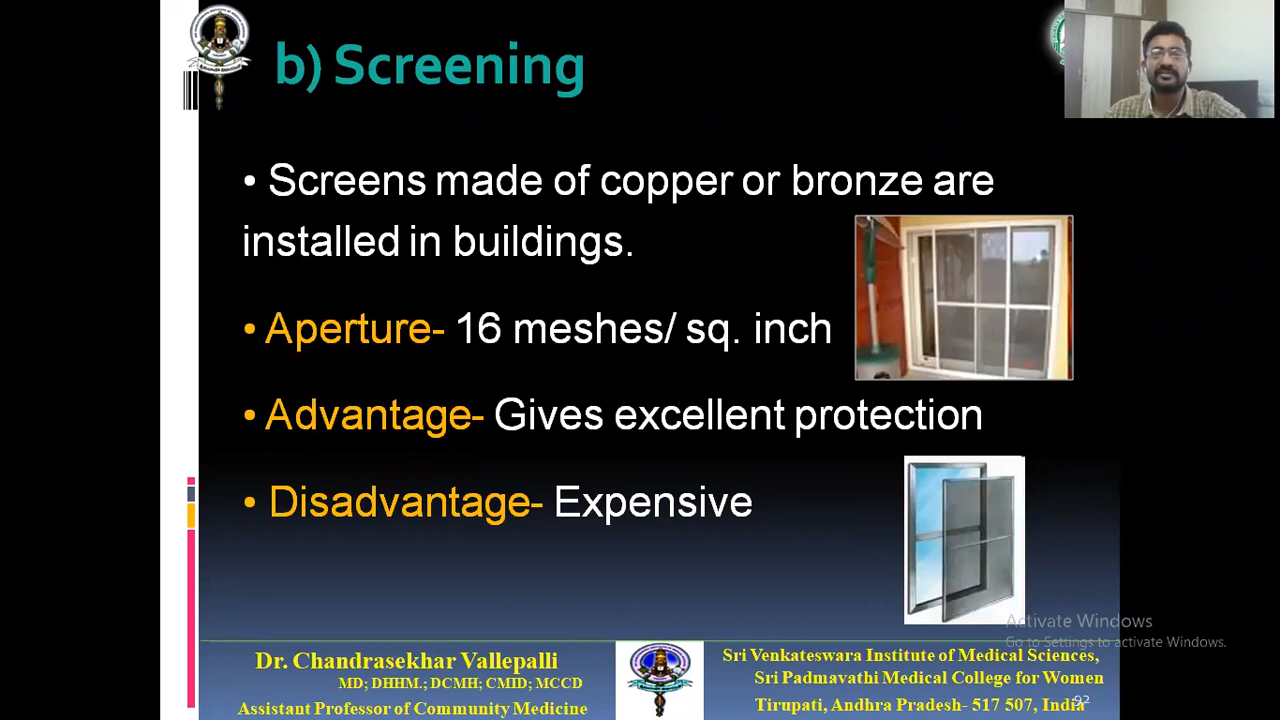 b) Screening
• Screens made of copper or bronze are
installed in buildings.
• Aperture- 16 meshes/ sq. inch
• Advantage- Gives excellent protection
• Disadvantage- Expensive
Activate Windows
Go to Settings to activate Windows.
Dr. Chandrasekhar Vallepalli
MD; DHHM.; DCMH; CMID; MCCD
Assistant Professor of Community Medicine
Sri Venkateswara Institute of Medical Sciences,
Sri Padmavathi Medical College for Women
Tirupati, Andhra Pradesh- 517 507, India
92